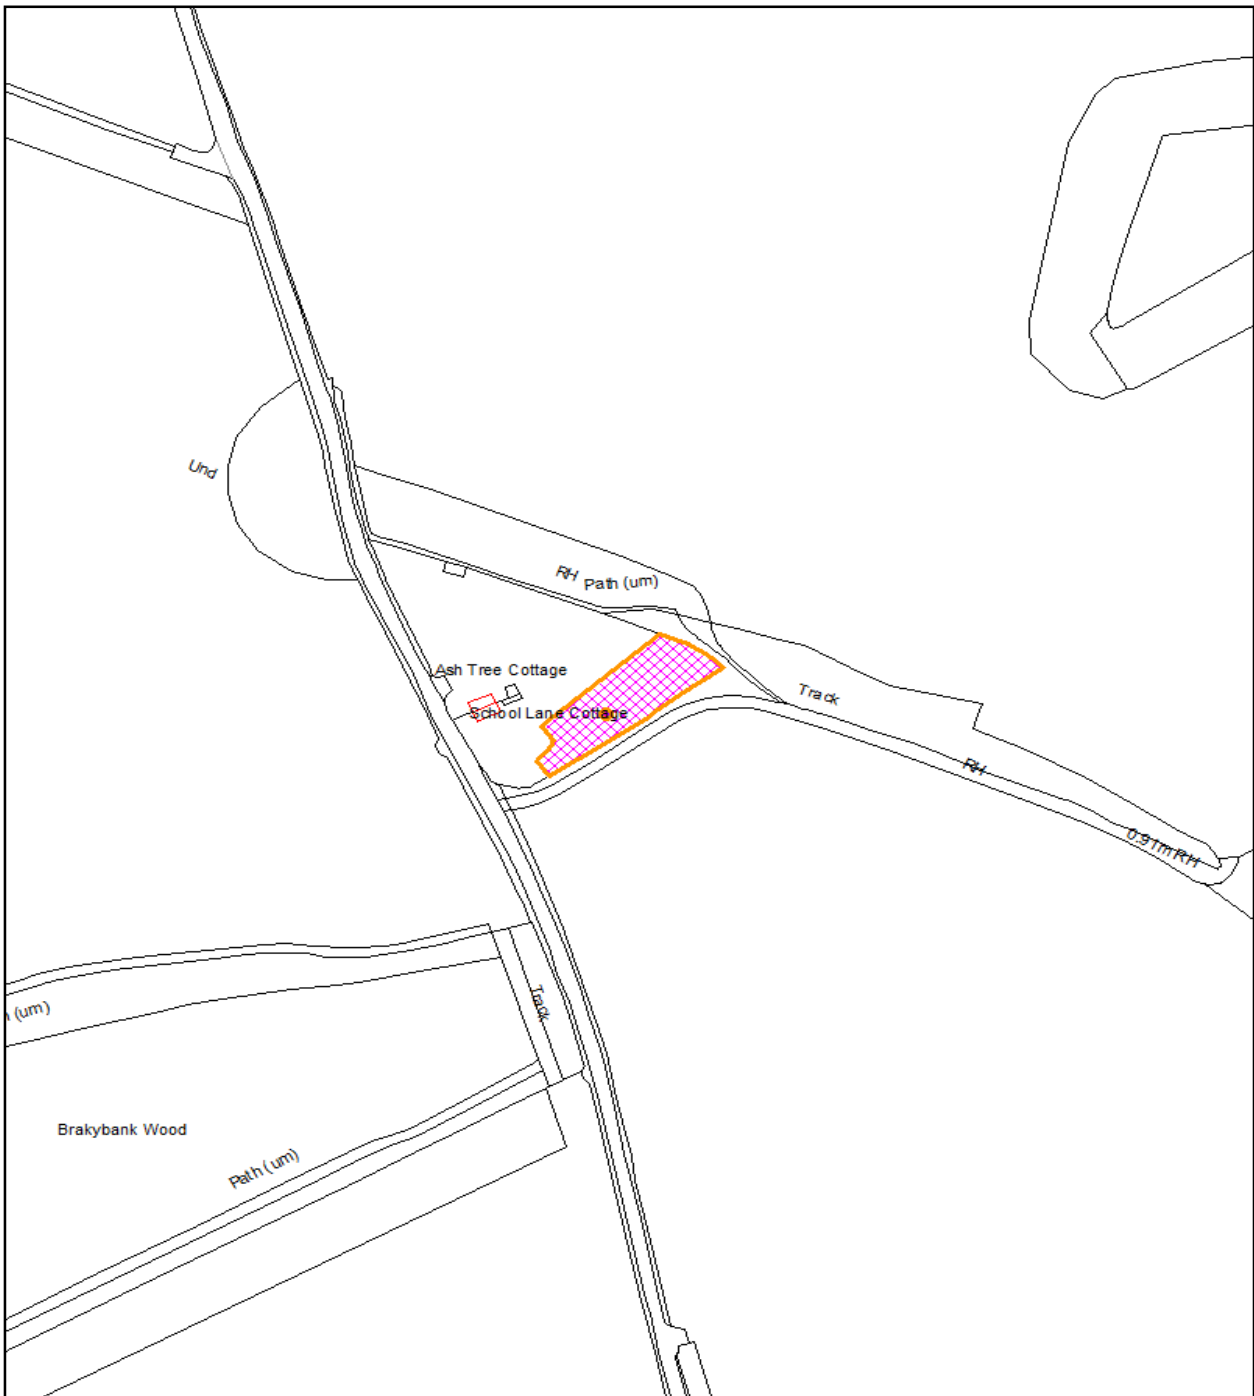 Und
RH
Path (um)
Ash Tree Cottage
Track
School Lane Cottage
RH
0.91m RH
Track
(um)
Brakybank Wood
Path (um)